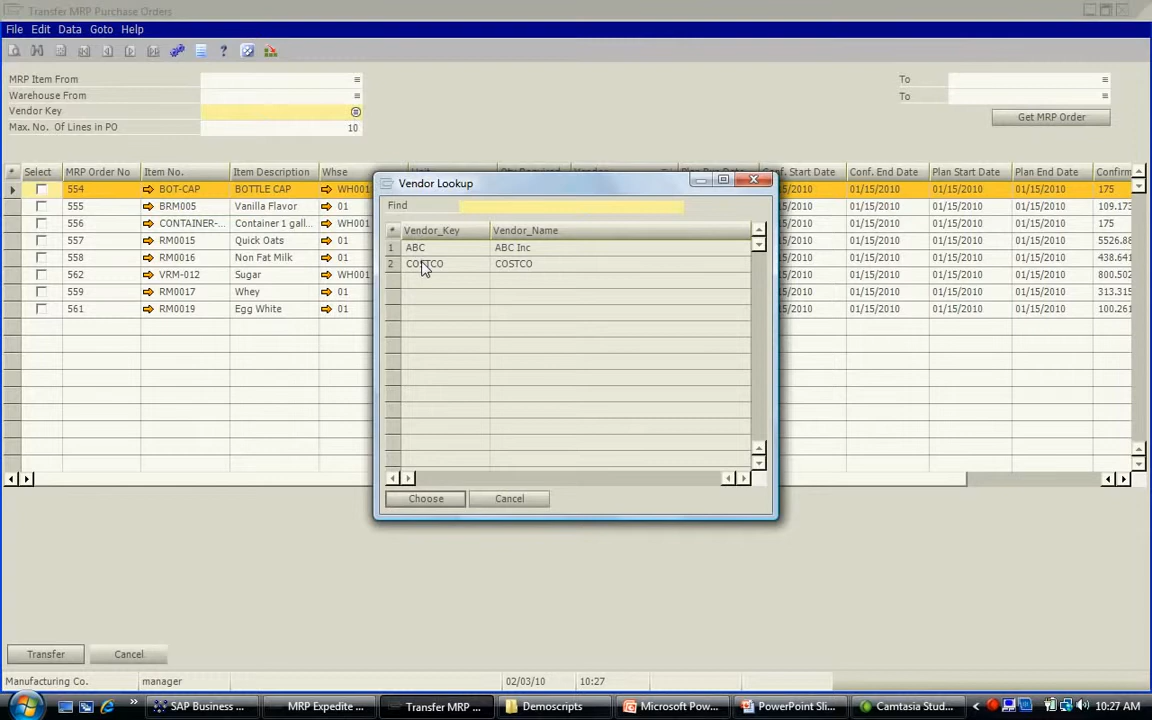 Transfer MRP Purchase Orders
File Edit Data Goto Help
MRP Item From To
Warehouse From To
Vendor Key
Get MRP Order
Max. No. Of Lines in PO 10
Select MRP Order No Item No. Item Description Whse Conf. Start Date Conf. End Date Plan Start Date Plan End Date Confirm
554 BOT-CAP BOTTLE CAP WH001 01/15/2010 01/15/2010 01/15/2010 175
555 BRM005 Vanilla Flavor 01 01/15/2010 01/15/2010 01/15/2010 109.173
556 CONTAINER-... Container 1 gall... WH001 01/15/2010 01/15/2010 01/15/2010 175
557 RM0015 Quick Oats 01 01/15/2010 01/15/2010 01/15/2010 5526.88
558 RM0016 Non Fat Milk 01 01/15/2010 01/15/2010 01/15/2010 438.641
562 VRM-012 Sugar WH001 01/15/2010 01/15/2010 01/15/2010 800.502
559 RM0017 Whey 01 01/15/2010 01/15/2010 01/15/2010 313.315
561 RM0019 Egg White 01 01/15/2010 01/15/2010 01/15/2010 100.261
Vendor Lookup
Find
Vendor_Key Vendor_Name
1 ABC ABC Inc
2 COSTCO COSTCO
Choose Cancel
Transfer Cancel
Manufacturing Co. manager 02/03/10 10:27
SAP Business ... MRP Expedite ... Transfer MRP ... Demoscripts Microsoft Pow... PowerPoint Sli... Camtasia Stud... 10:27 AM